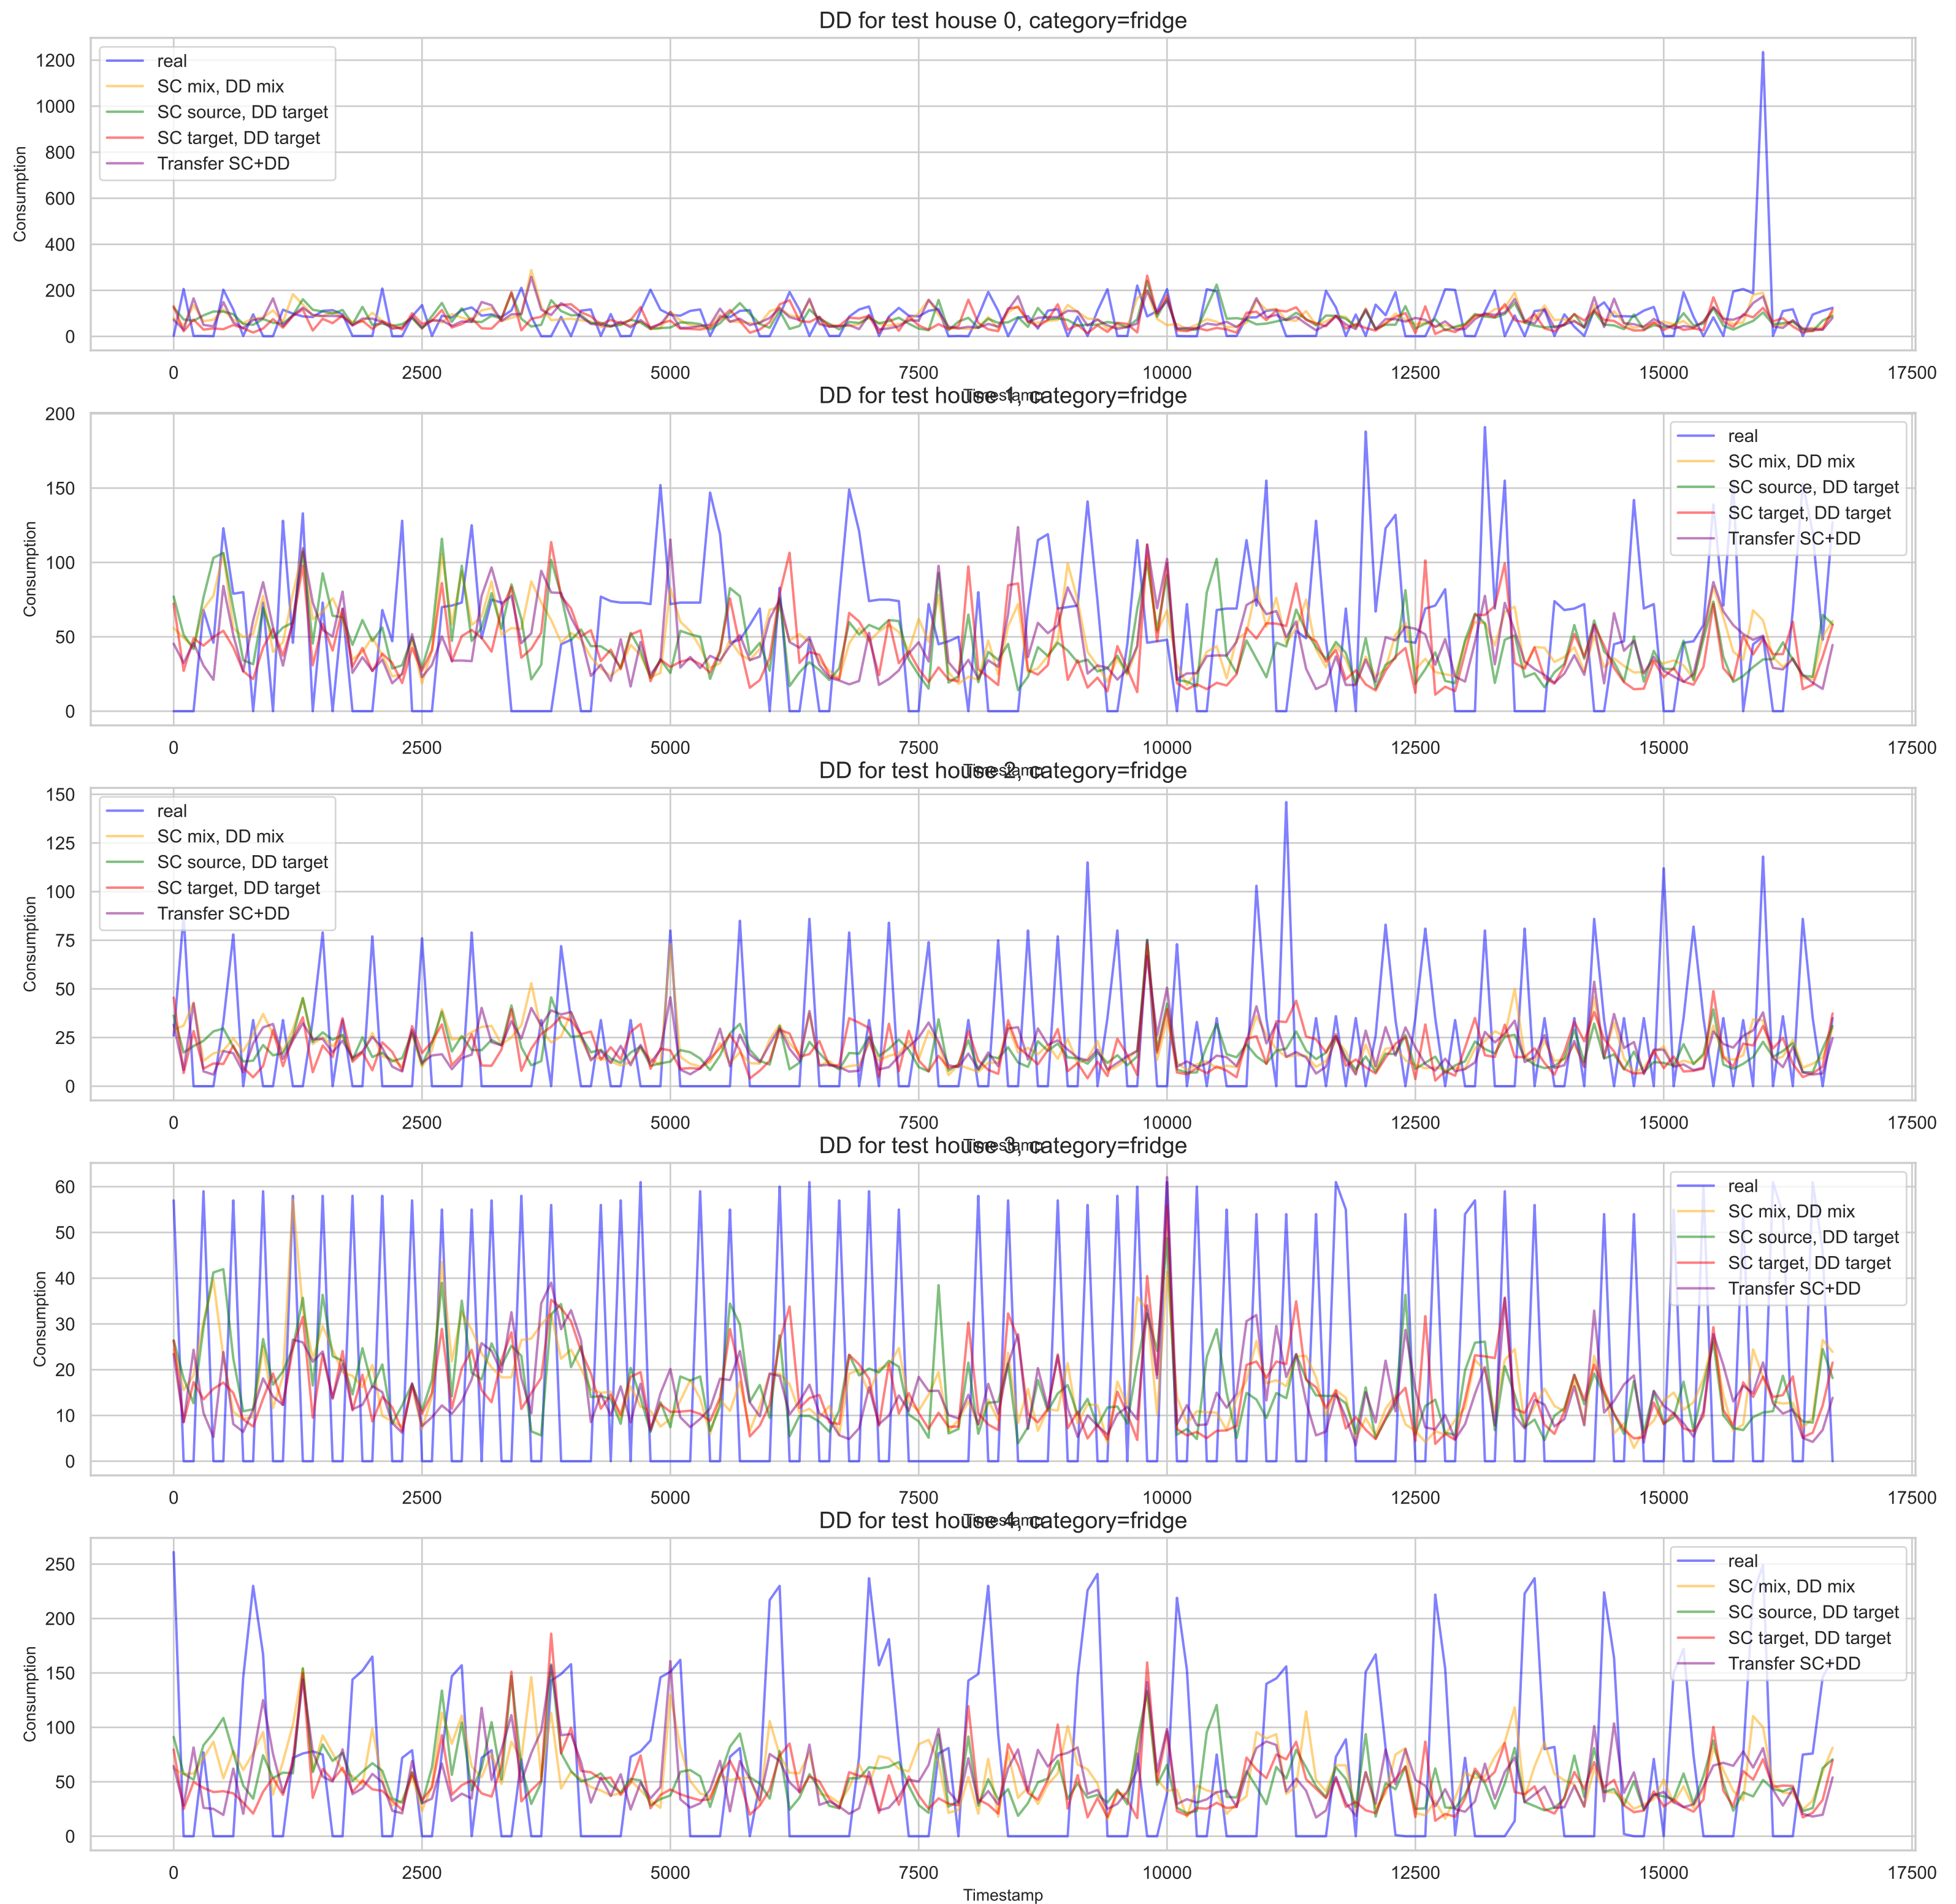 DD for test house 0, category=fridge
1200
1000
800
600
400
200
0
Consumption
real
SC mix, DD mix
SC source, DD target
SC target, DD target
Transfer SC+DD
0 2500 5000 7500 10000 12500 15000 17500
Timestamp
DD for test house 1, category=fridge
200
150
100
50
0
Consumption
real
SC mix, DD mix
SC source, DD target
SC target, DD target
Transfer SC+DD
0 2500 5000 7500 10000 12500 15000 17500
Timestamp
DD for test house 2, category=fridge
150
125
100
75
50
25
0
Consumption
real
SC mix, DD mix
SC source, DD target
SC target, DD target
Transfer SC+DD
0 2500 5000 7500 10000 12500 15000 17500
Timestamp
DD for test house 3, category=fridge
60
50
40
30
20
10
0
Consumption
real
SC mix, DD mix
SC source, DD target
SC target, DD target
Transfer SC+DD
0 2500 5000 7500 10000 12500 15000 17500
Timestamp
DD for test house 4, category=fridge
250
200
150
100
50
0
Consumption
real
SC mix, DD mix
SC source, DD target
SC target, DD target
Transfer SC+DD
0 2500 5000 7500 10000 12500 15000 17500
Timestamp